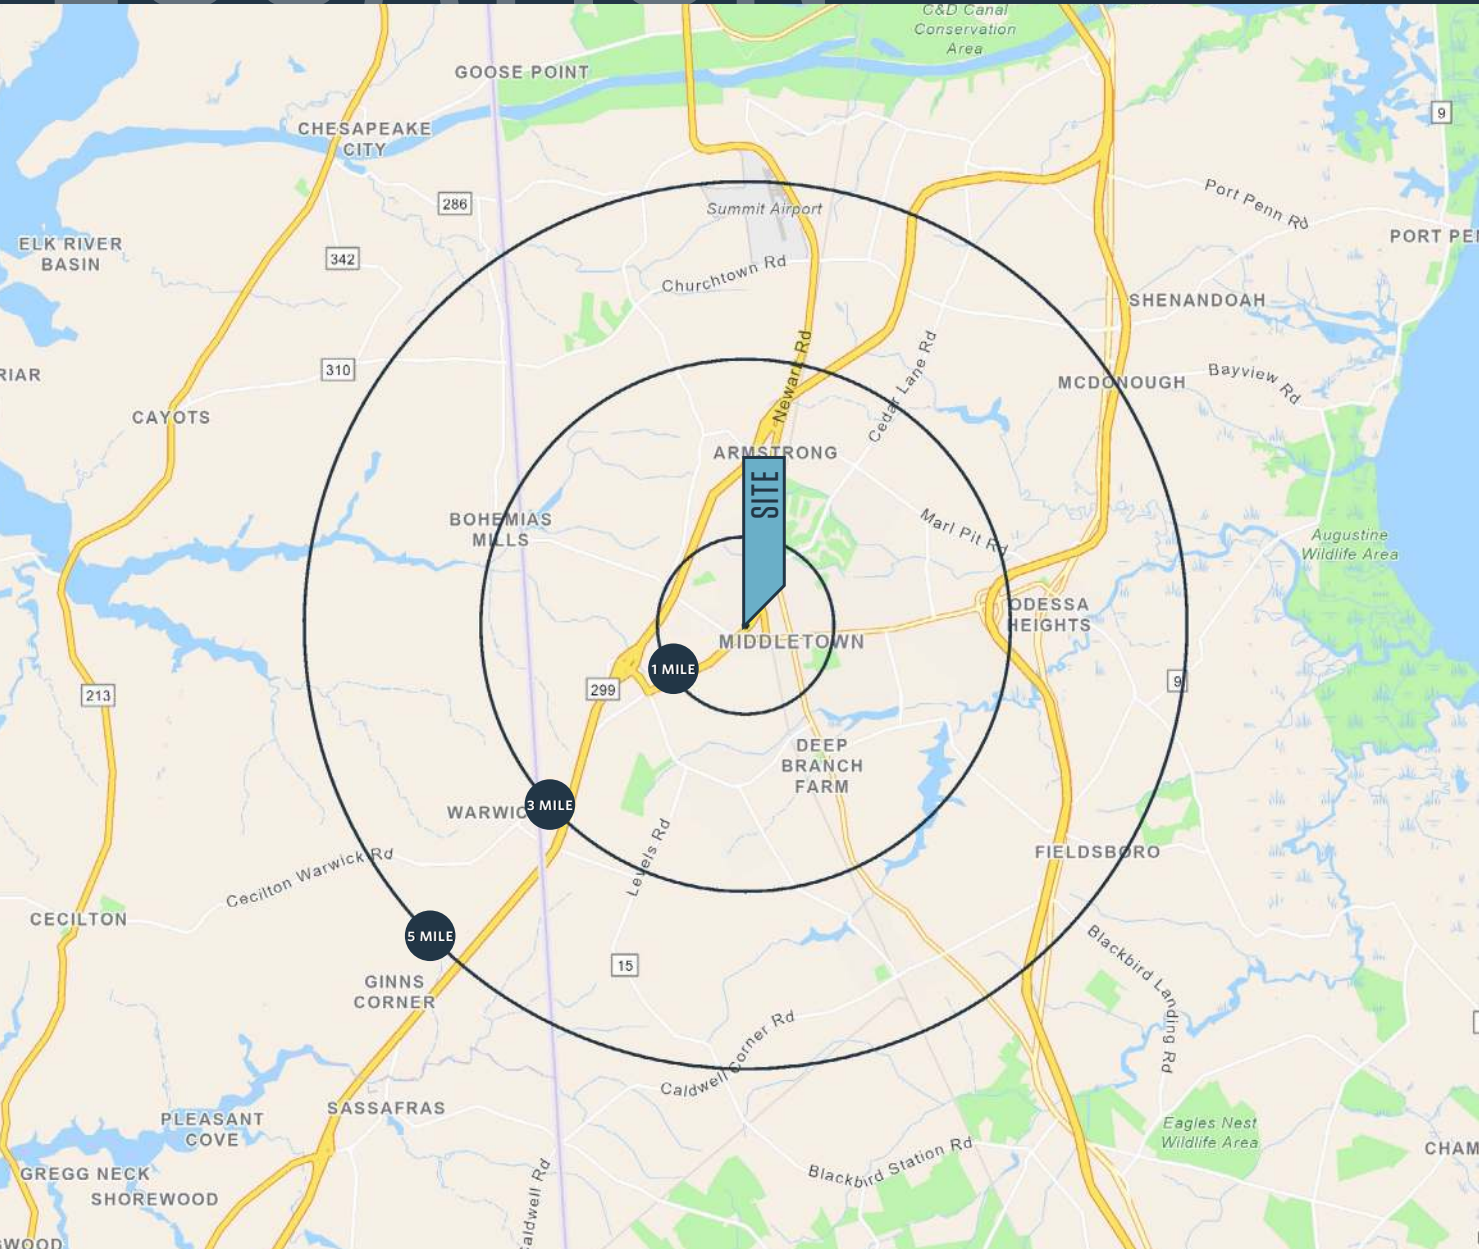 C&D Canal
Conservation
Area
GOOSE POINT
CHESAPEAKE
CITY
9
286
Port Penn Rd
Summit Airport
ELK RIVER
BASIN
342
PORT PE
Churchtown Rd
SHENANDOAH
310
RIAR
Newark Rd
Cedar Lane Rd
MCDONOUGH
Bayview Rd
CAYOTS
ARMSTRONG
SITE
BOHEMIAS
MILLS
Marl Pit Rd
Augustine
Wildlife Area
ODESSA
HEIGHTS
MIDDLETOWN
1 MILE
299
213
9
DEEP
BRANCH
FARM
3 MILE
WARWIC
Levels Rd
FIELDSBORO
Cecilton Warwick Rd
CECILTON
5 MILE
15
GINNS
CORNER
Blackbird Landing Rd
Caldwell Corner Rd
SASSAFRAS
PLEASANT
COVE
Eagles Nest
Wildlife Area
CHAM
GREGG NECK
SHOREWOOD
Blackbird Station Rd
aldwell Rd
WOOD